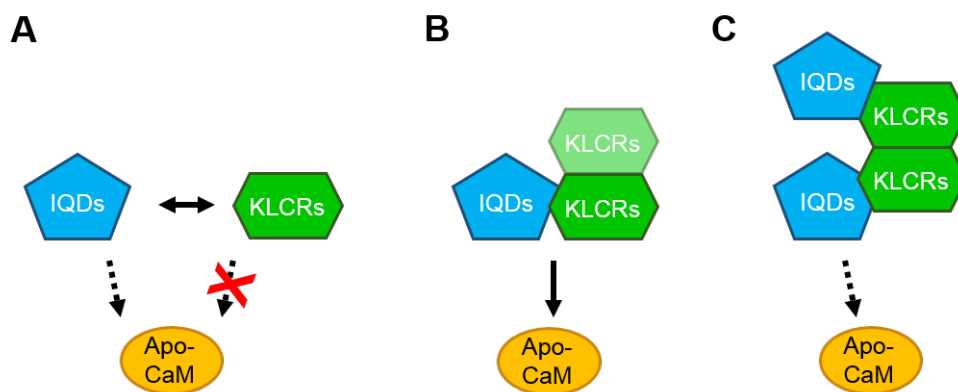 A
IQDs
KLCRs
Apo-
CaM
B
KLCRs
IQDs
KLCRs
Apo-
CaM
C
IQDs
KLCRs
KLCRs
IQDs
Apo-
CaM